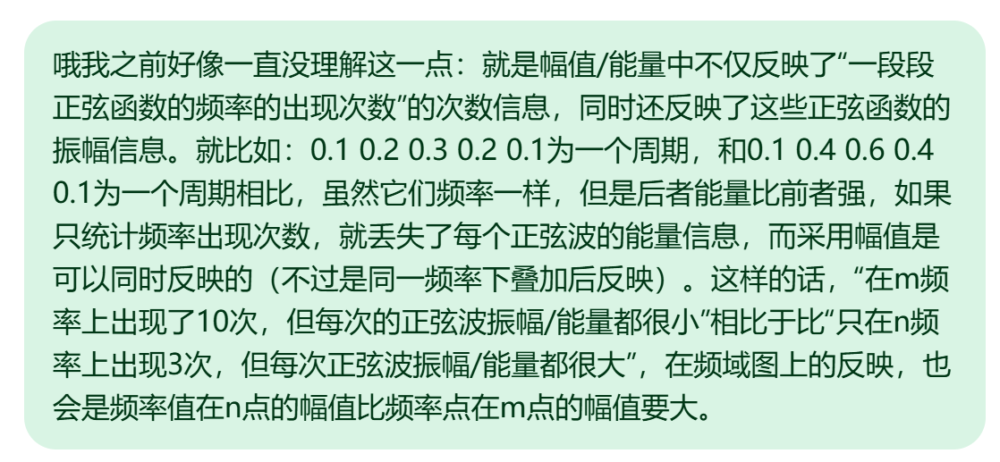 哦我之前好像一直没理解这一点：就是幅值/能量中不仅反映了“一段段
正弦函数的频率的出现次数”的次数信息，同时还反映了这些正弦函数的
振幅信息。就比如：0.1 0.2 0.3 0.2 0.1为一个周期，和0.1 0.4 0.6 0.4
0.1为一个周期相比，虽然它们频率一样，但是后者能量比前者强，如果
只统计频率出现次数，就丢失了每个正弦波的能量信息，而采用幅值是
可以同时反映的（不过是同一频率下叠加后反映）。这样的话，“在m频
率上出现了10次，但每次的正弦波振幅/能量都很小”相比于比“只在n频
率上出现3次，但每次正弦波振幅/能量都很大”，在频域图上的反映，也
会是频率值在n点的幅值比频率点在m点的幅值要大。